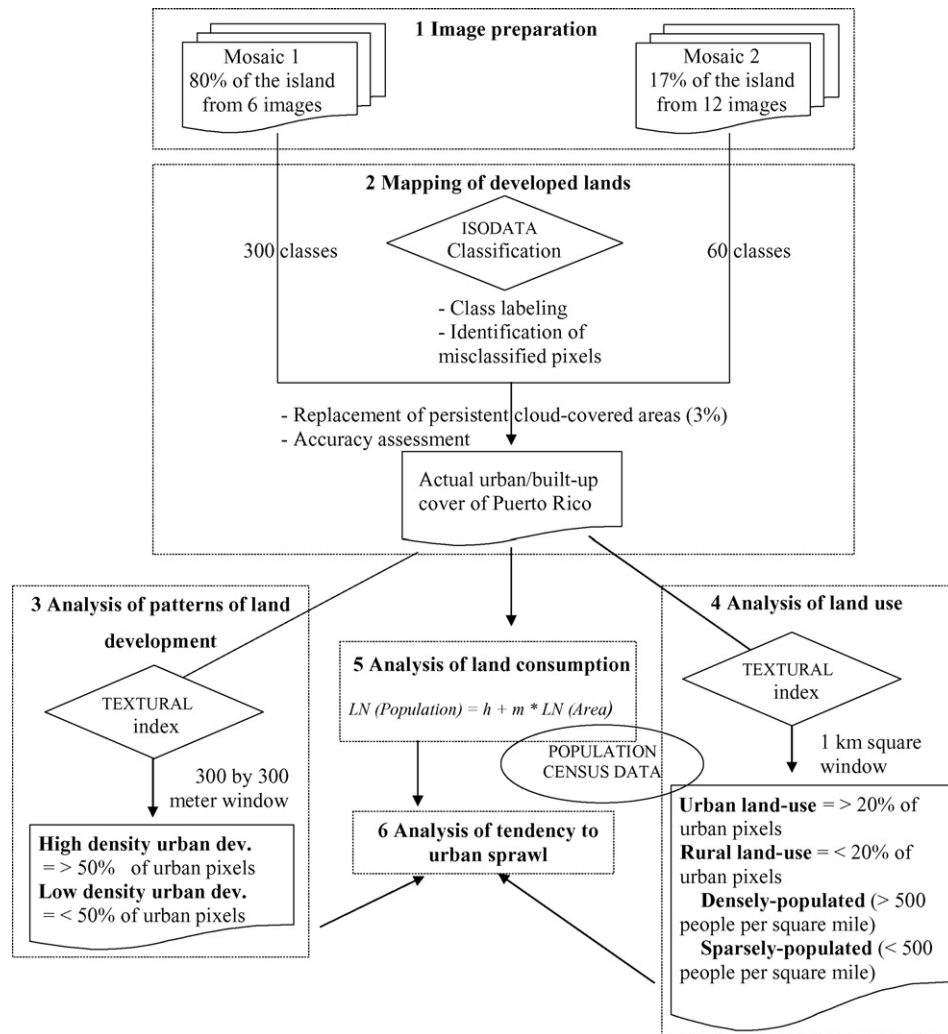 1 Image preparation
Mosaic 1
80% of the island
from 6 images
Mosaic 2
17% of the island
from 12 images
2 Mapping of developed lands
ISODATA
Classification
300 classes
60 classes
- Class labeling
- Identification of
misclassified pixels
- Replacement of persistent cloud-covered areas (3%)
- Accuracy assessment
Actual urban/built-up
cover of Puerto Rico
3 Analysis of patterns of land
development
TEXTURAL
index
300 by 300
meter window
High density urban dev.
= > 50% of urban pixels
Low density urban dev.
= < 50% of urban pixels
5 Analysis of land consumption
LN (Population) = h + m * LN (Area)
POPULATION
CENSUS DATA
6 Analysis of tendency to
urban sprawl
4 Analysis of land use
TEXTURAL
index
1 km square
window
Urban land-use = > 20% of
urban pixels
Rural land-use = < 20% of
urban pixels
Densely-populated (> 500
people per square mile)
Sparsely-populated (< 500
people per square mile)